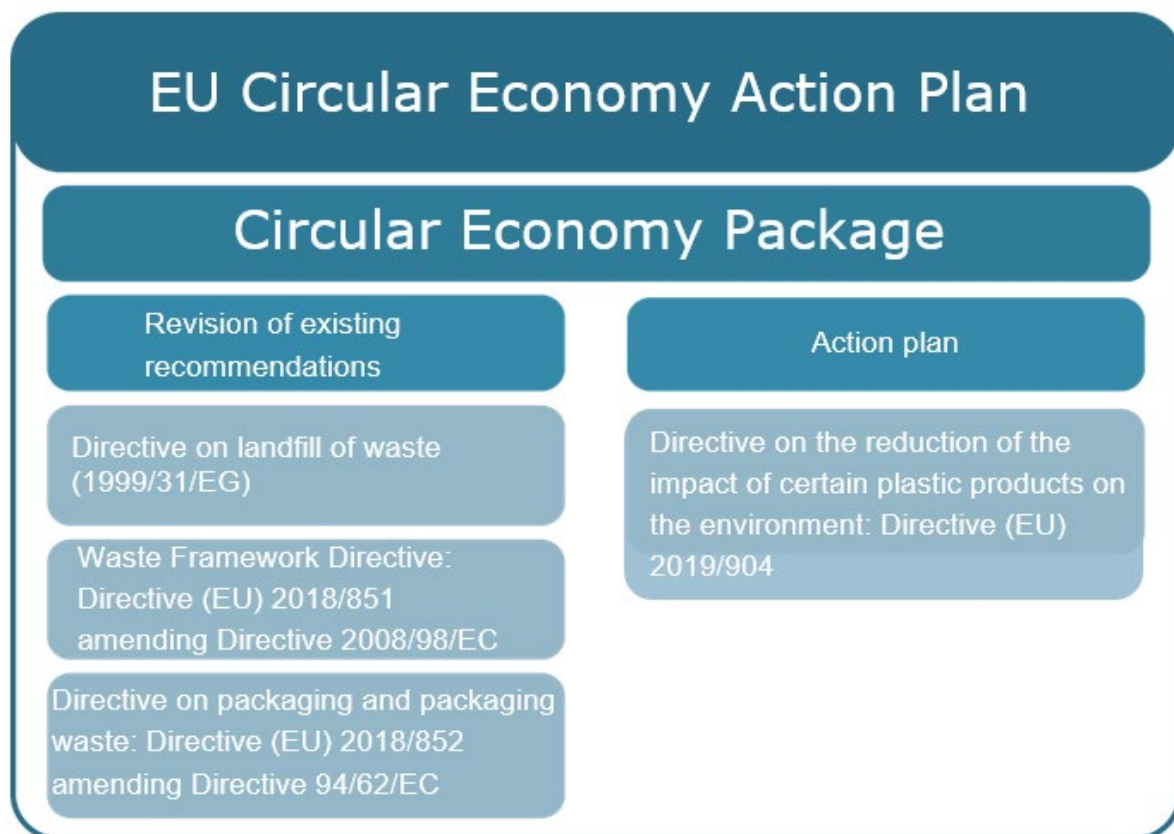 EU Circular Economy Action Plan
Circular Economy Package
Revision of existing
recommendations
Directive on landfill of waste
(1999/31/EG)
Waste Framework Directive:
Directive (EU) 2018/851
amending Directive 2008/98/EC
Directive on packaging and packaging
waste: Directive (EU) 2018/852
amending Directive 94/62/EC
Action plan
Directive on the reduction of the
impact of certain plastic products on
the environment: Directive (EU)
2019/904